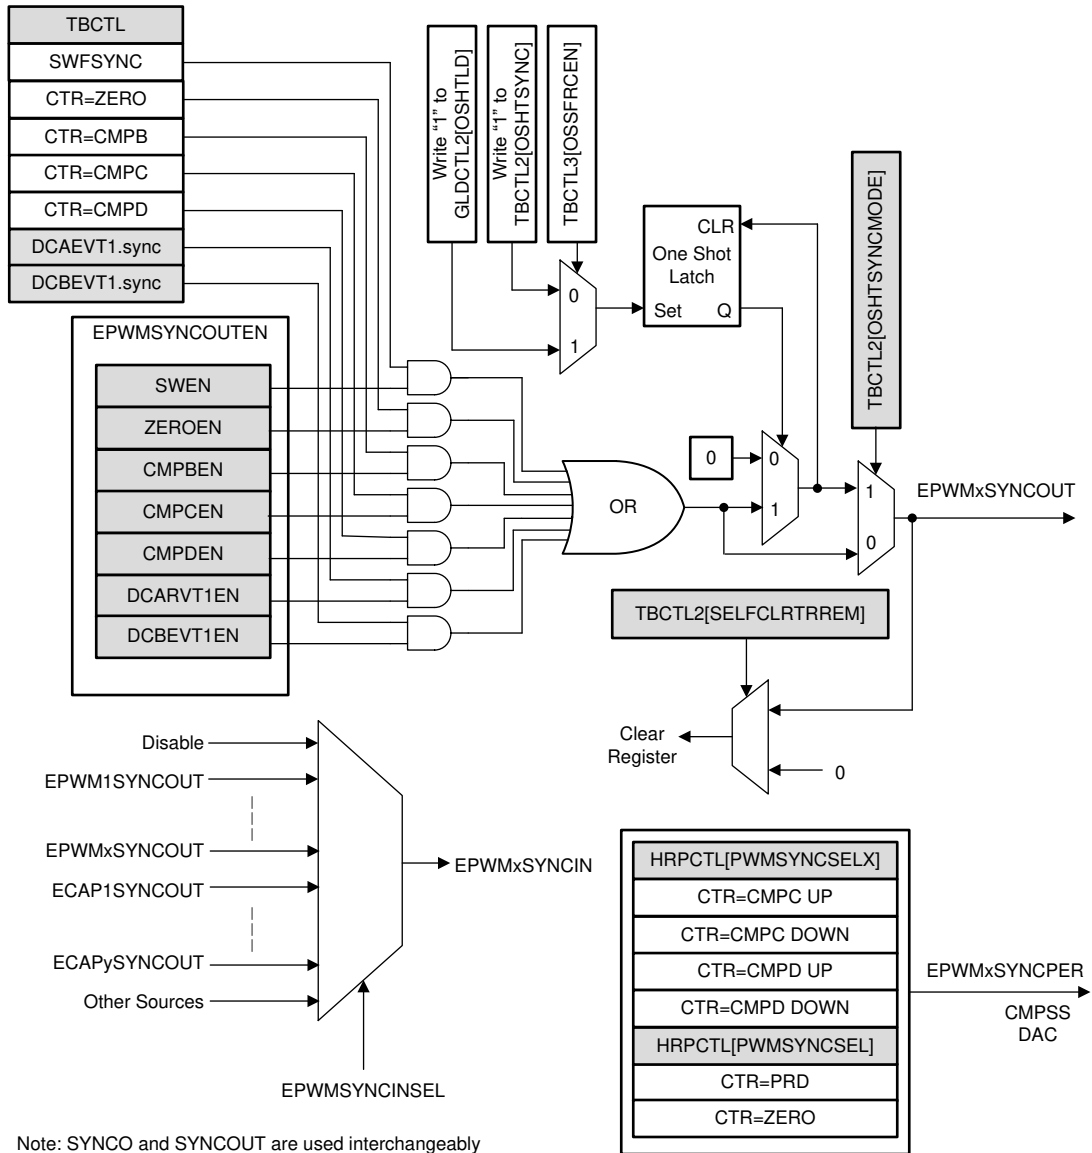 TBCTL
SWFSYNC
CTR=ZERO
CTR=CMPB
CTR=CMPC
CTR=CMPD
DCAEVT1.sync
DCBEVT1.sync
Write "1" to
GLDCTL2[OSHTLD]
Write "1" to
TBCTL2[OSHTSYNC]
TBCTL3[OSSFRCEN]
0
1
CLR
One Shot
Latch
Set Q
TBCTL2[OSHTSYNCMODE]
EPWMSYNCOUTEN
SWEN
ZEROEN
CMPBEN
CMPCEN
CMPDEN
DCARVT1EN
DCBEVT1EN
OR
0
0
1
1
0
EPWMxSYNCOUT
TBCTL2[SELFCLRTRREM]
Clear
Register
0
Disable
EPWM1SYNCOUT
EPWMxSYNCOUT
ECAP1SYNCOUT
ECAPySYNCOUT
Other Sources
EPWMxSYNCIN
EPWMSYNCINSEL
HRPCTL[PWMSYNCSELX]
CTR=CMPC UP
CTR=CMPC DOWN
CTR=CMPD UP
CTR=CMPD DOWN
HRPCTL[PWMSYNCSEL]
CTR=PRD
CTR=ZERO
EPWMxSYNCPER
CMPSS
DAC
Note: SYNCO and SYNCOUT are used interchangeably